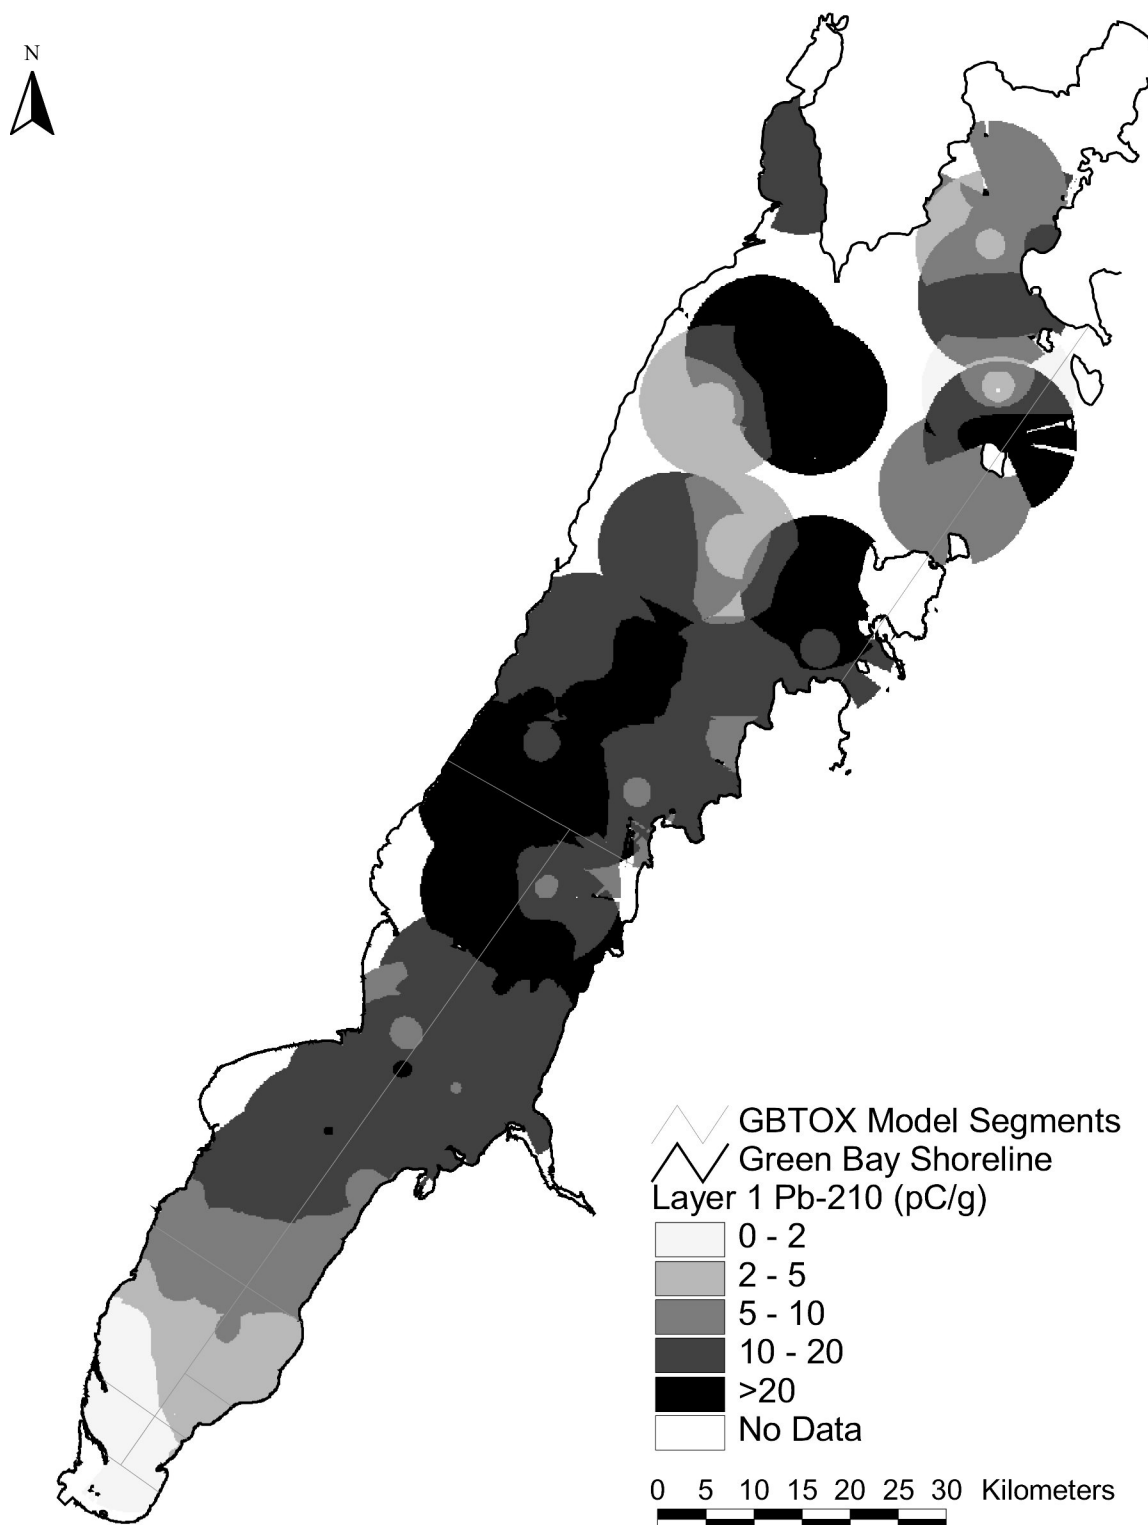 N
GBTOX Model Segments
Green Bay Shoreline
Layer 1 Pb-210 (pC/g)
0 - 2
2 - 5
5 - 10
10 - 20
>20
No Data
0 5 10 15 20 25 30 Kilometers